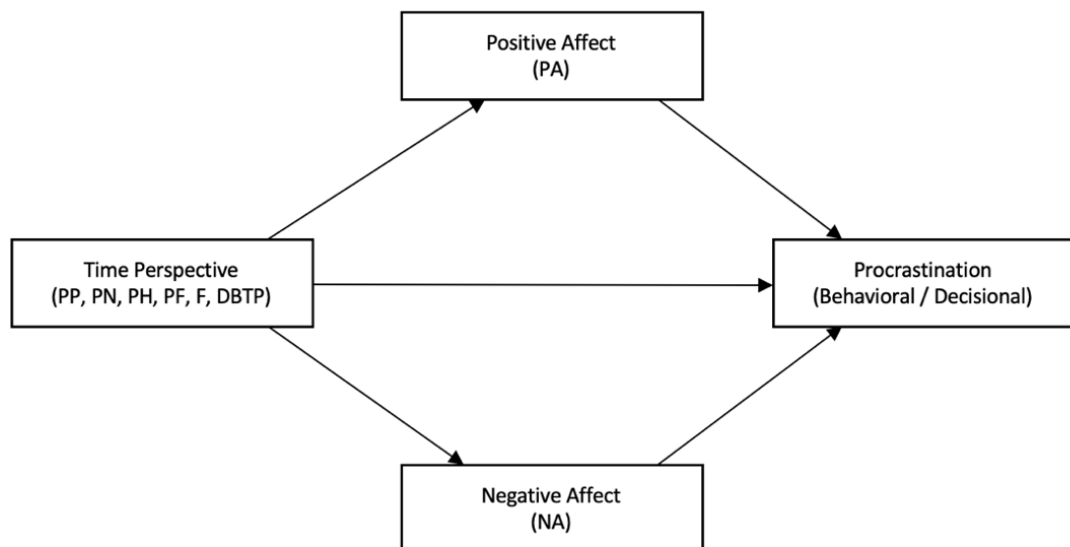 Positive Affect
(PA)
Time Perspective
(PP, PN, PH, PF, F, DBTP)
Procrastination
(Behavioral / Decisional)
Negative Affect
(NA)